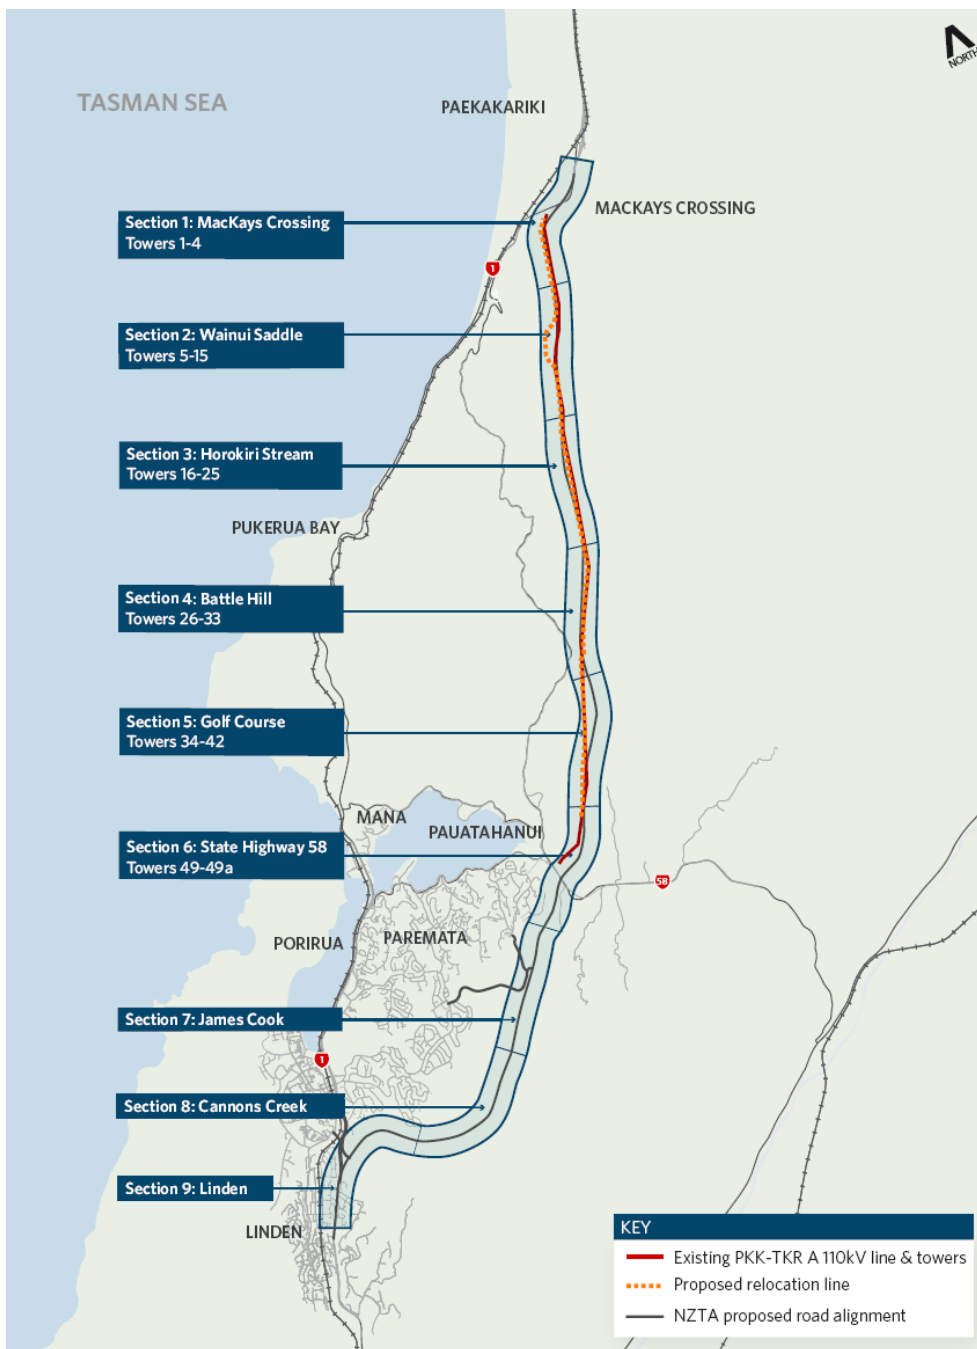 NORTH
TASMAN SEA
PAEKAKARIKI
MACKAYS CROSSING
Section 1: MacKays Crossing
Towers 1-4
1
Section 2: Wainui Saddle
Towers 5-15
Section 3: Horokiri Stream
Towers 16-25
PUKERUA BAY
Section 4: Battle Hill
Towers 26-33
Section 5: Golf Course
Towers 34-42
MANA
PAUATAHANUI
Section 6: State Highway 58
Towers 49-49a
58
PORIRUA
PAREMATA
Section 7: James Cook
1
Section 8: Cannons Creek
Section 9: Linden
LINDEN
KEY
Existing PKK-TKR A 110kV line & towers
Proposed relocation line
NZTA proposed road alignment